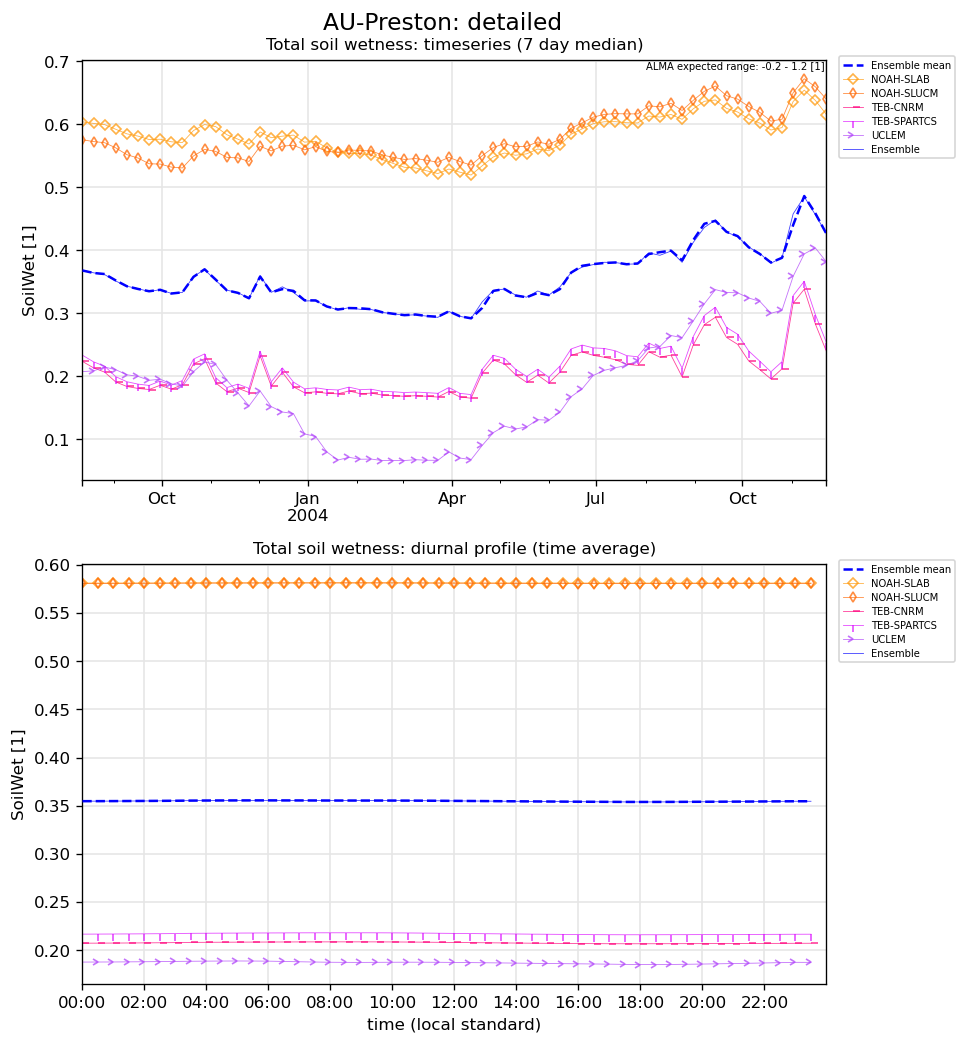 AU-Preston: detailed
Total soil wetness: timeseries (7 day median)
ALMA expected range: -0.2 - 1.2 [1]
0.7
0.6
0.5
0.4
0.3
0.2
0.1
SoilWet [1]
Oct
Jan
2004
Apr
Jul
Oct
Ensemble mean
NOAH-SLAB
NOAH-SLUCM
TEB-CNRM
TEB-SPARTCS
UCLEM
Ensemble
Total soil wetness: diurnal profile (time average)
0.60
0.55
0.50
0.45
0.40
0.35
0.30
0.25
0.20
SoilWet [1]
00:00
02:00
04:00
06:00
08:00
10:00
12:00
14:00
16:00
18:00
20:00
22:00
time (local standard)
Ensemble mean
NOAH-SLAB
NOAH-SLUCM
TEB-CNRM
TEB-SPARTCS
UCLEM
Ensemble